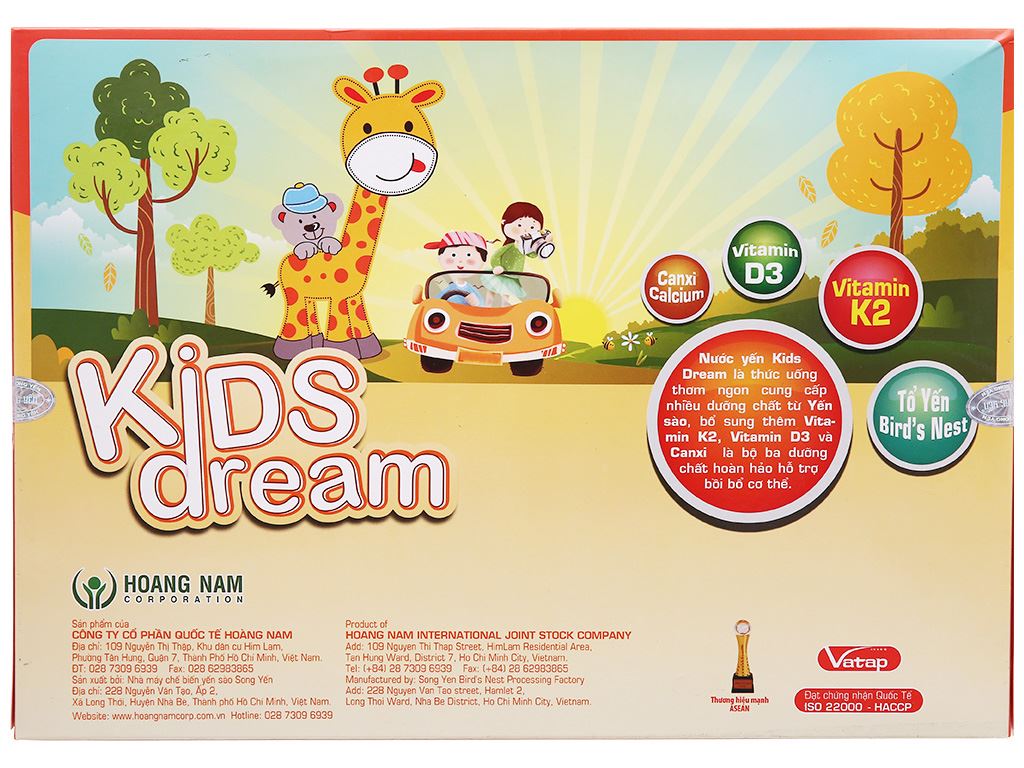 Kids
dream
Canxi
Calcium
Vitamin
D3
Vitamin
K2
Tổ Yến
Bird's Nest
Nước yến Kids
Dream là thức uống
thơm ngon cung cấp
nhiều dưỡng chất từ Yến
sào, bổ sung thêm Vita-
min K2, Vitamin D3 và
Canxi là bộ ba dưỡng
chất hoàn hảo hỗ trợ
bồi bổ cơ thể.
HOANG NAM
CORPORATION
Sản phẩm của
CÔNG TY CỔ PHẦN QUỐC TẾ HOÀNG NAM
Địa chỉ: 109 Nguyễn Thị Thập, Khu dân cư Him Lam,
Phường Tân Hưng, Quận 7, Thành Phố Hồ Chí Minh, Việt Nam.
ĐT: 028 7309 6939 Fax: 028 62983865
Sản xuất bởi: Nhà máy chế biến yến sào Song Yến
Địa chỉ: 228 Nguyễn Văn Tạo, Ấp 2,
Xã Long Thới, Huyện Nhà Bè, Thành phố Hồ Chí Minh, Việt Nam.
Website: www.hoangnamcorp.com.vn Hotline: 028 7309 6939
Product of
HOANG NAM INTERNATIONAL JOINT STOCK COMPANY
Add: 109 Nguyen Thi Thap Street, HimLam Residential Area,
Tan Hung Ward, District 7, Ho Chi Minh City, Vietnam.
Tel: (+84) 28 7309 6939 Fax: (+84) 28 62983865
Manufactured by: Song Yen Bird's Nest Processing Factory
Add: 228 Nguyen Van Tao street, Hamlet 2,
Long Thoi Ward, Nha Be District, Ho Chi Minh City, Vietnam.
Thương hiệu mạnh
ASEAN
Vatap
Đạt chứng nhận Quốc Tế
ISO 22000 - HACCP